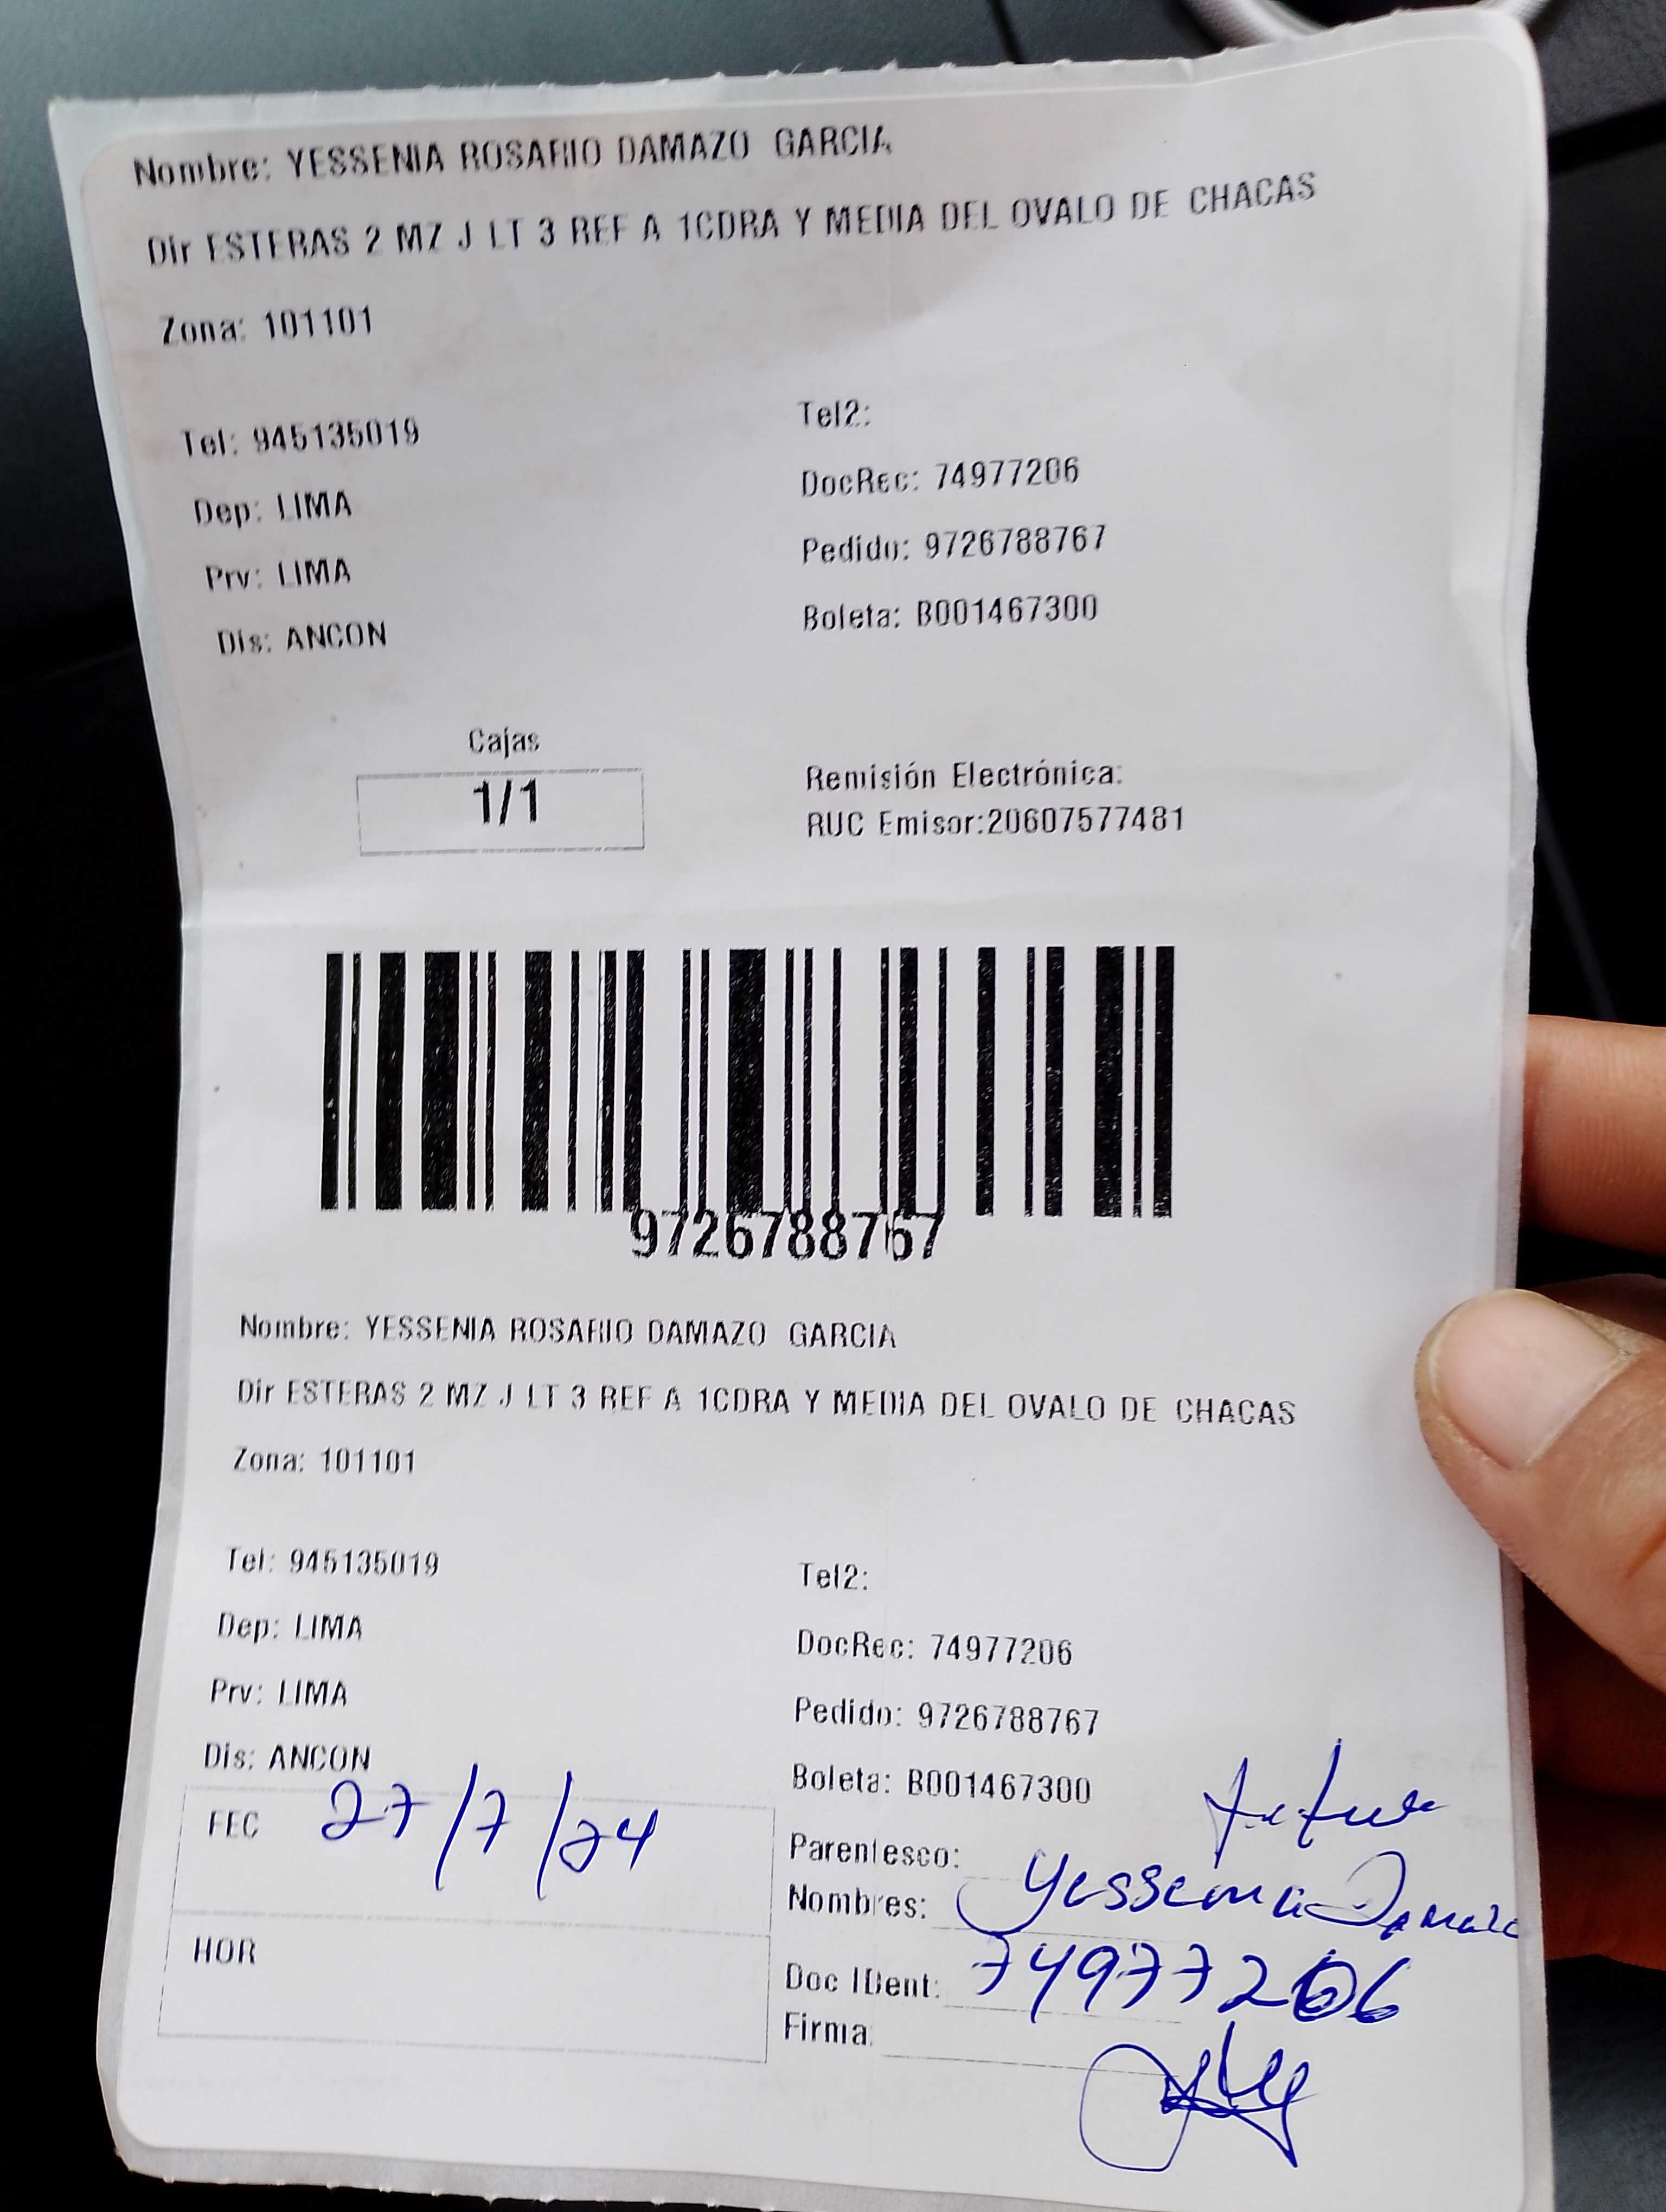 Nombre: YESSENIA ROSARIO DAMAZO GARCIA
Dir ESTERAS 2 MZ J LT 3 REF A 1CDRA Y MEDIA DEL OVALO DE CHACAS
Zona: 101101
Tel: 945135019
Tel2:
Dep: LIMA
DocRec: 74977206
Prv: LIMA
Pedido: 9726788767
Dis: ANCON
Boleta: B001467300
Cajas
1/1
Remisión Electrónica:
RUC Emisor:20607577481
9726788767
Nombre: YESSENIA ROSARIO DAMAZO GARCIA
Dir ESTERAS 2 MZ J LT 3 REF A 1CDRA Y MEDIA DEL OVALO DE CHACAS
Zona: 101101
Tel: 945135019
Tel2:
Dep: LIMA
DocRec: 74977206
Prv: LIMA
Pedido: 9726788767
Dis: ANCON
Boleta: B001467300
FEC 27/7/24
Parentesco:
Nombres: Yessenia Damazo
HOR
Doc IDent: 74977206
Firma: